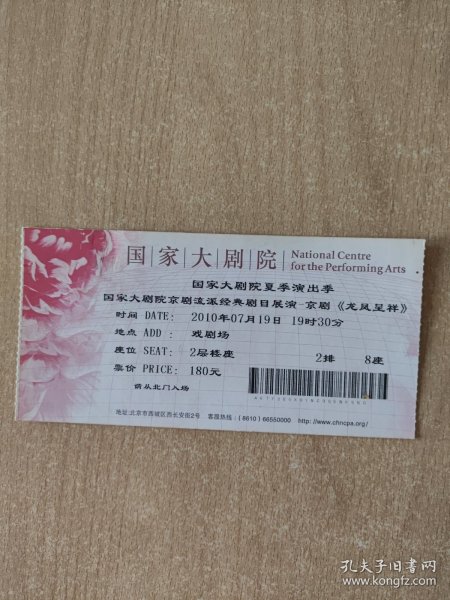 国家大剧院
National Centre
for the Performing Arts
国家大剧院夏季演出季
国家大剧院京剧流派经典剧目展演-京剧《龙凤呈祥》
时间 DATE: 2010年07月19日 19时30分
地点 ADD : 戏剧场
座位 SEAT: 2层楼座 2排 8座
票价 PRICE: 180元
请从北门入场
地址:北京市西城区西长安街2号 客服热线:(8610)66550000 http://www.chncpa.org/
孔夫子旧书网
www.kongfz.com